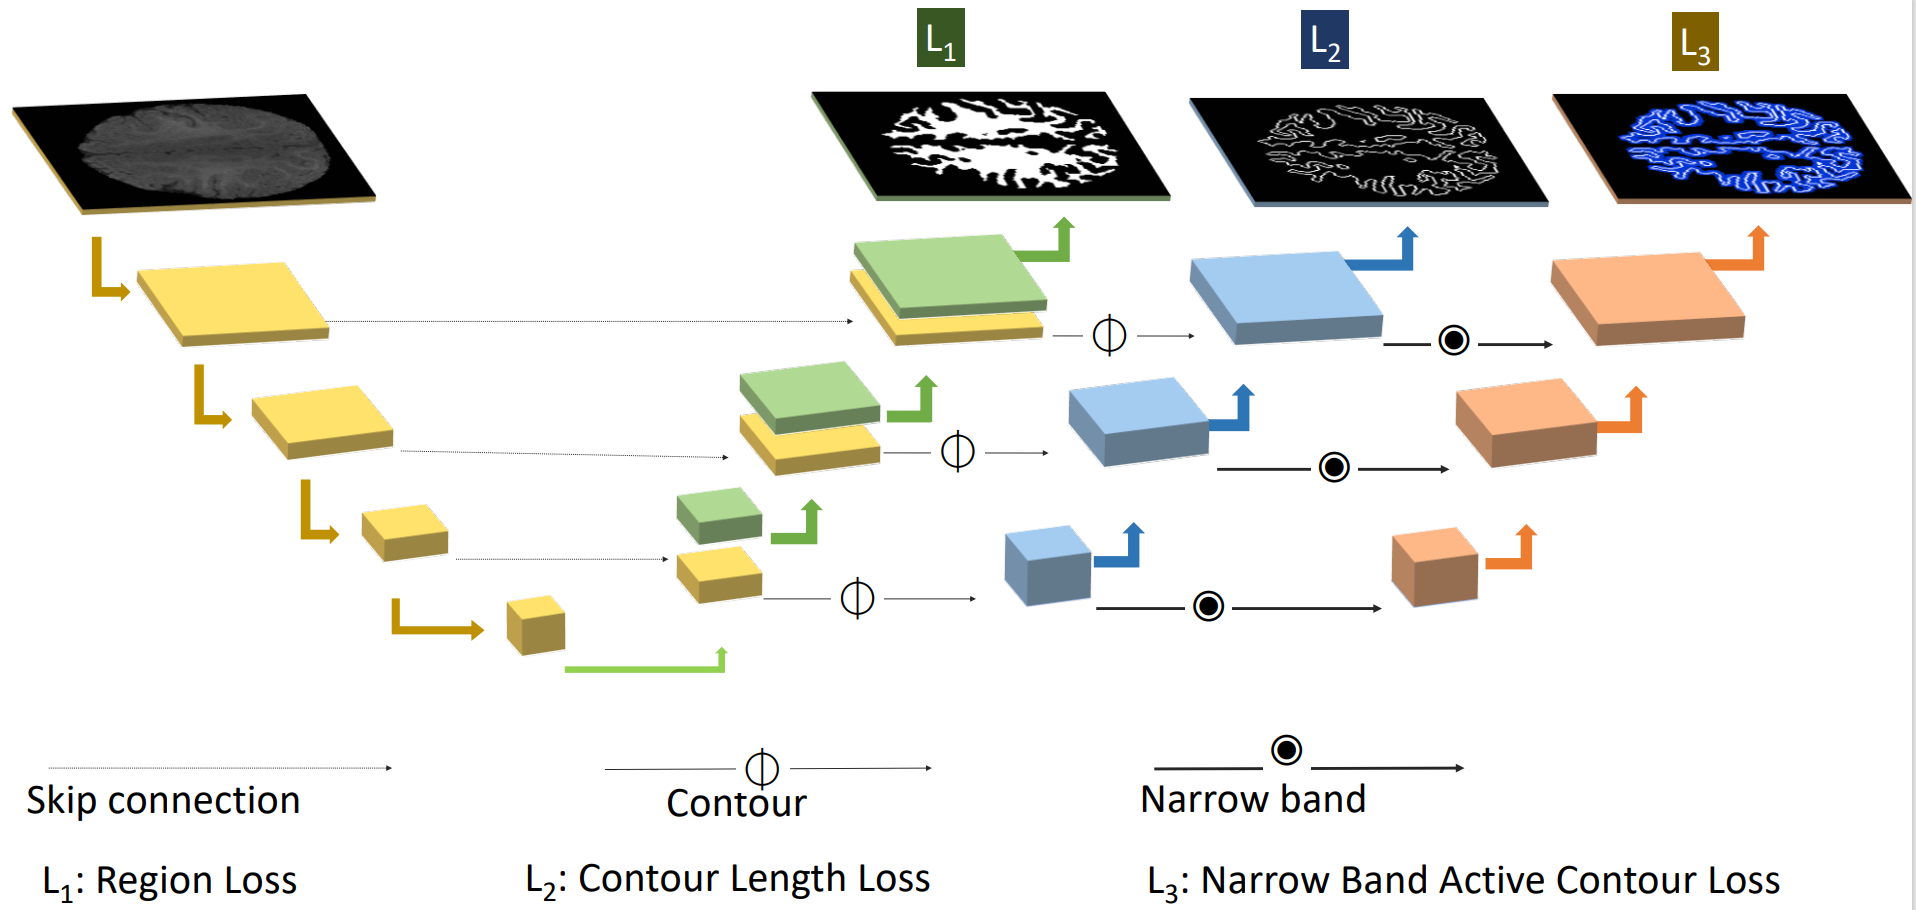 L1
L2
L3
Skip connection
Contour
Narrow band
L1: Region Loss
L2: Contour Length Loss
L3: Narrow Band Active Contour Loss